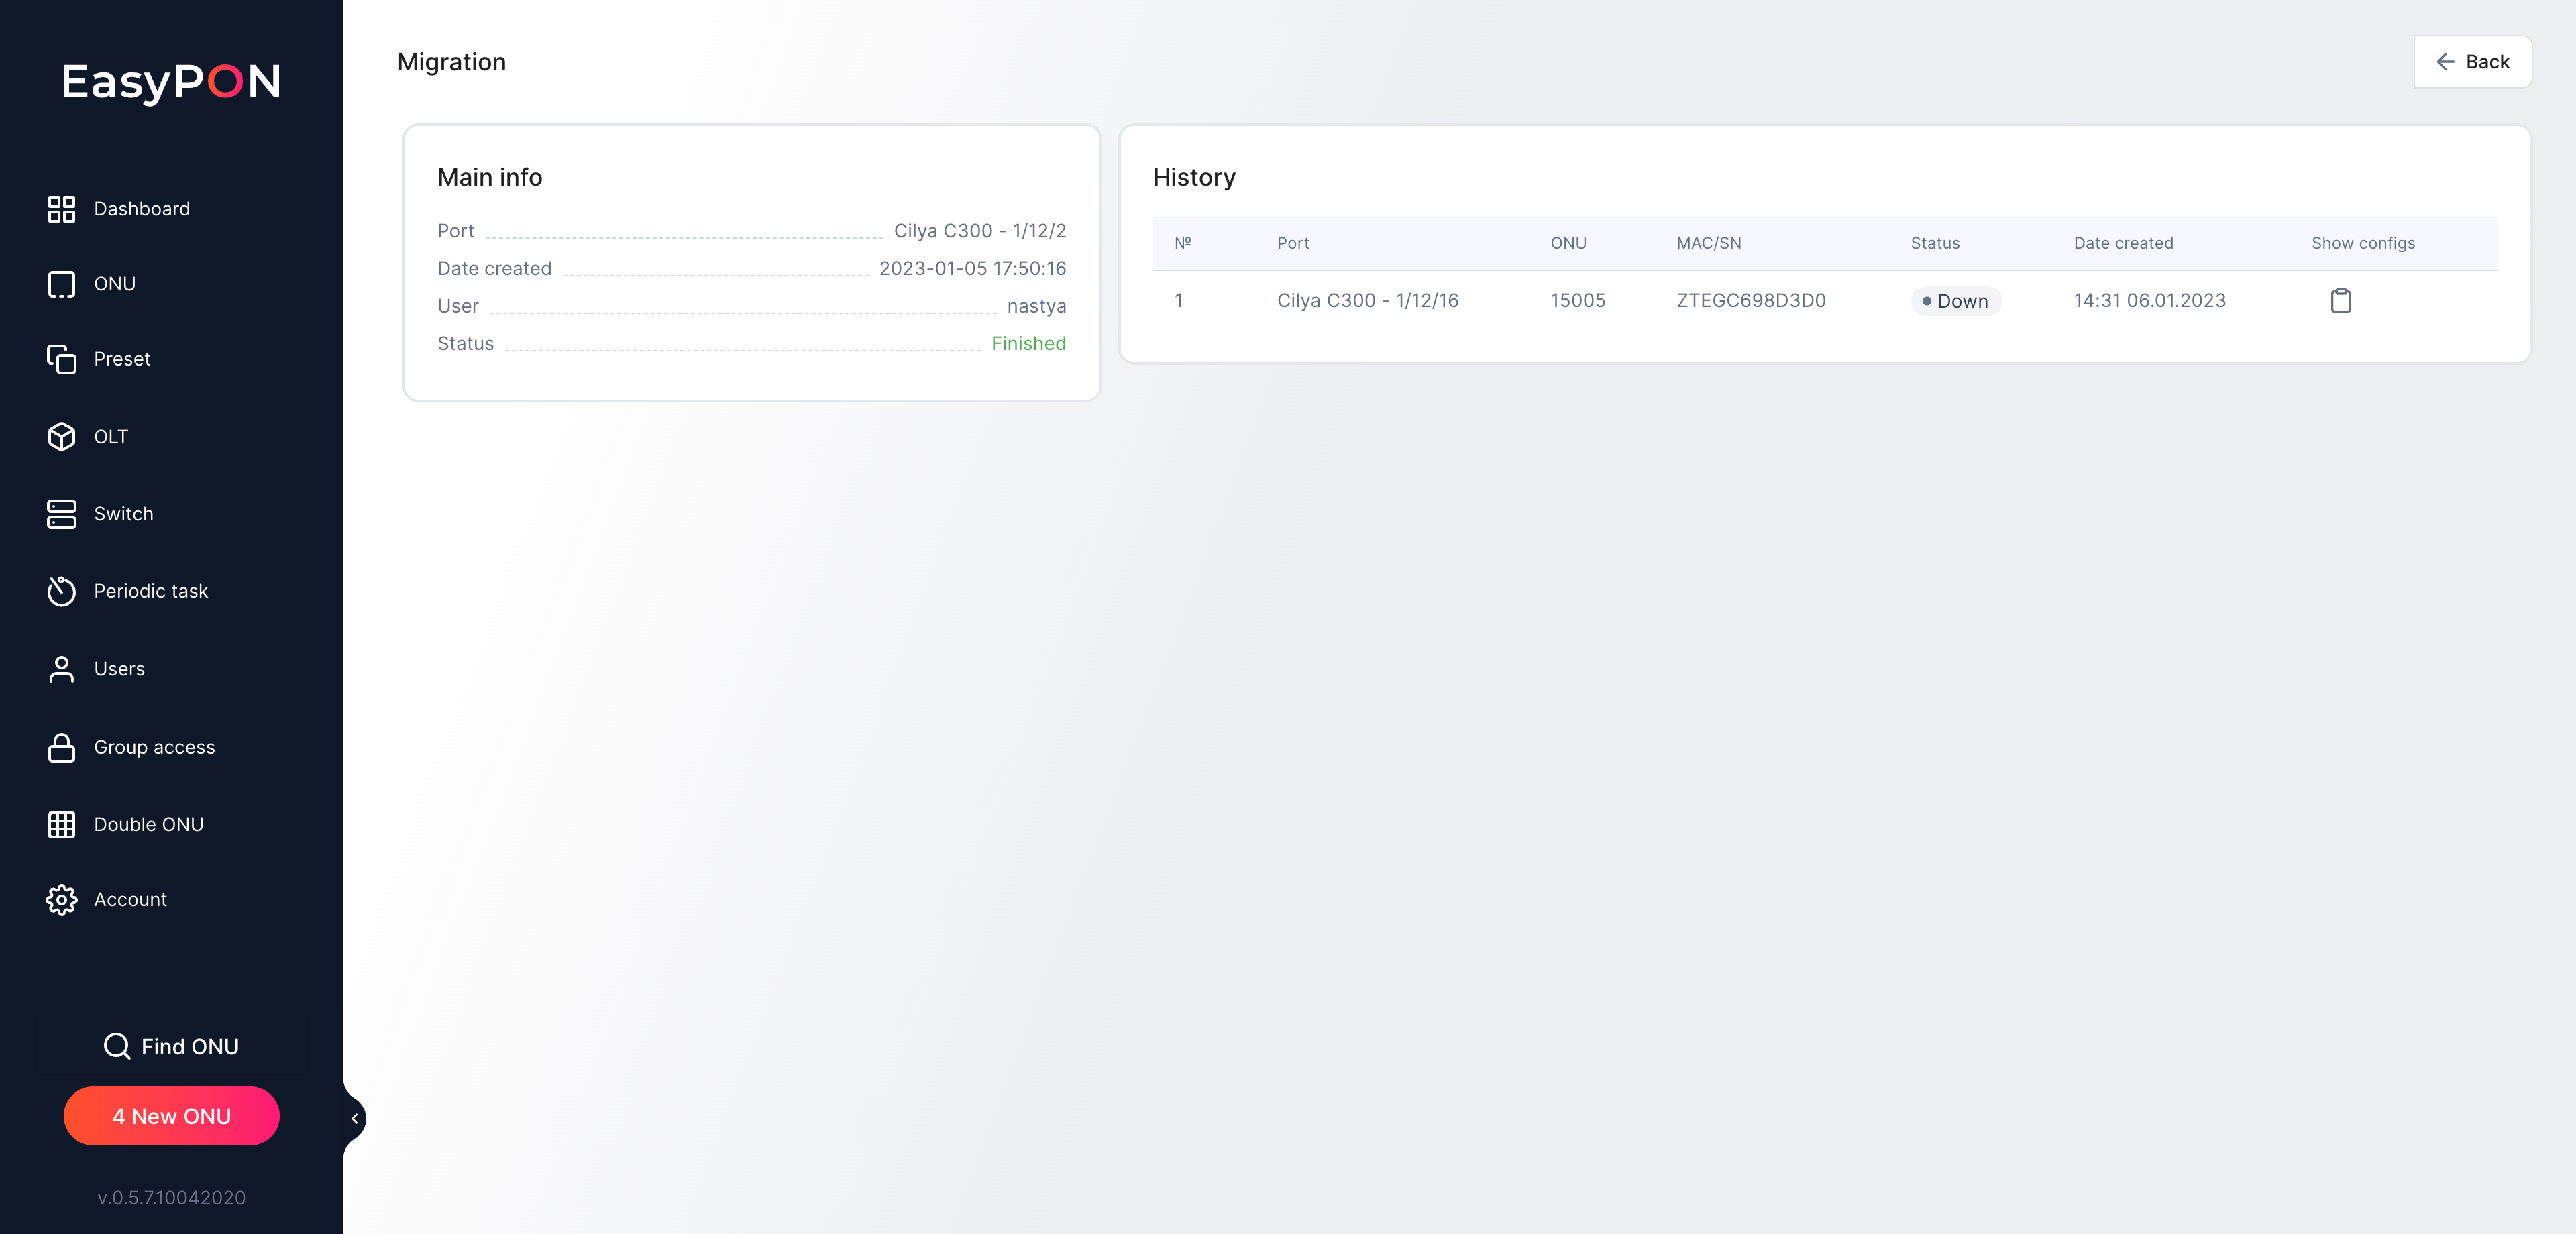 EasyPON
Dashboard
ONU
Preset
OLT
Switch
Periodic task
Users
Group access
Double ONU
Account
Find ONU
4 New ONU
v.0.5.7.10042020
Migration
Back
Main info
Port Cilya C300 - 1/12/2
Date created 2023-01-05 17:50:16
User nastya
Status Finished
History
№ Port ONU MAC/SN Status Date created Show configs
1 Cilya C300 - 1/12/16 15005 ZTEGC698D3D0 Down 14:31 06.01.2023